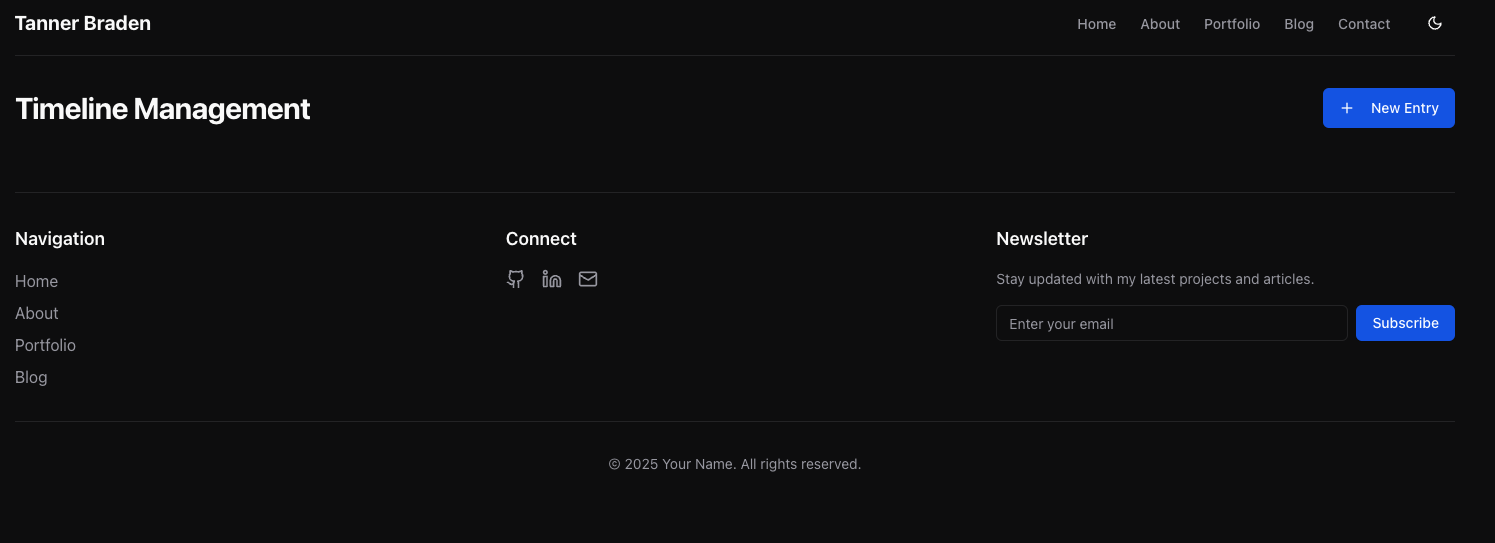 Tanner Braden
Home About Portfolio Blog Contact
Timeline Management
New Entry
Navigation
Home
About
Portfolio
Blog
Connect
Newsletter
Stay updated with my latest projects and articles.
Enter your email
Subscribe
© 2025 Your Name. All rights reserved.